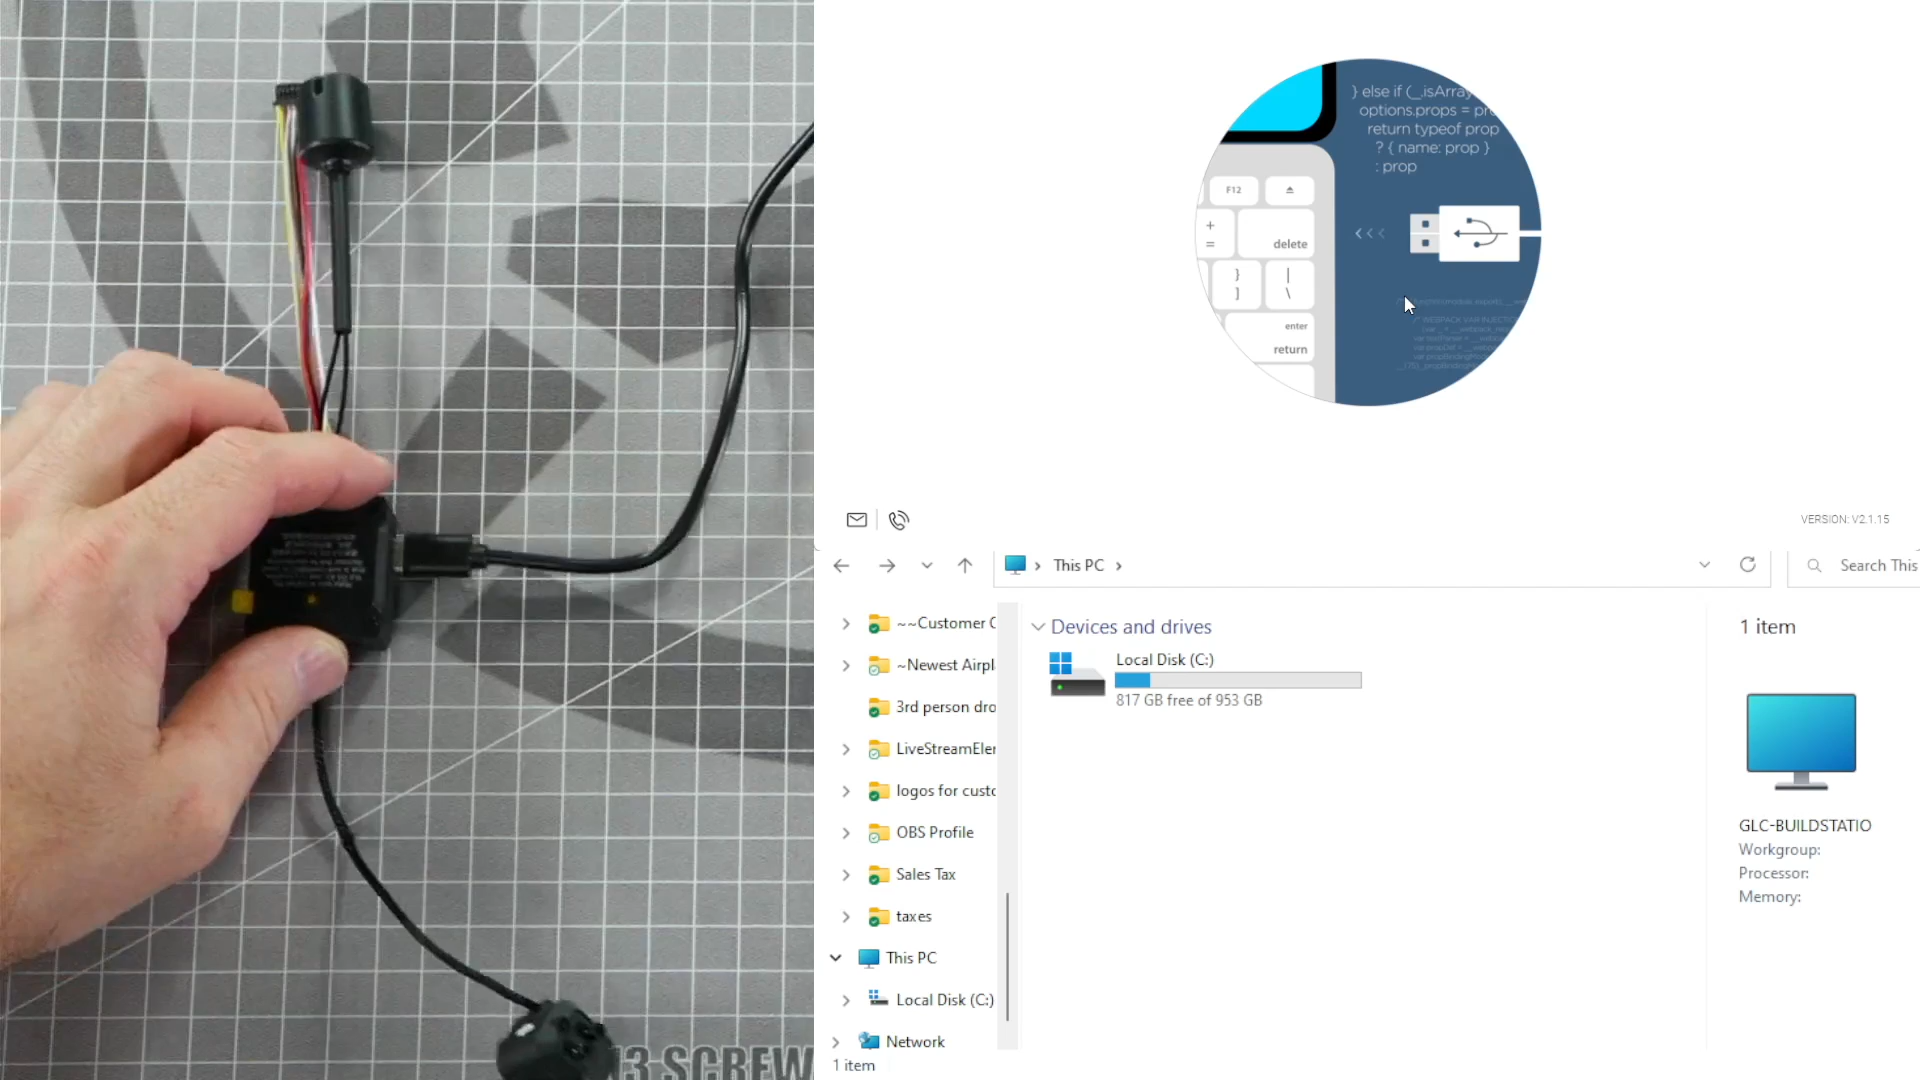 } else if (_.isArray
options.props = pr
return typeof prop
? { name: prop }
: prop
F12
+
=
delete
}
]
|
\
enter
return
VERSION: V2.1.15
This PC
Search This
~~Customer C
~Newest Airpl
3rd person dro
LiveStreamEler
logos for custo
OBS Profile
Sales Tax
taxes
This PC
Local Disk (C:)
Network
1 item
Devices and drives
Local Disk (C:)
817 GB free of 953 GB
1 item
GLC-BUILDSTATIO
Workgroup:
Processor:
Memory:
M3 SCREW